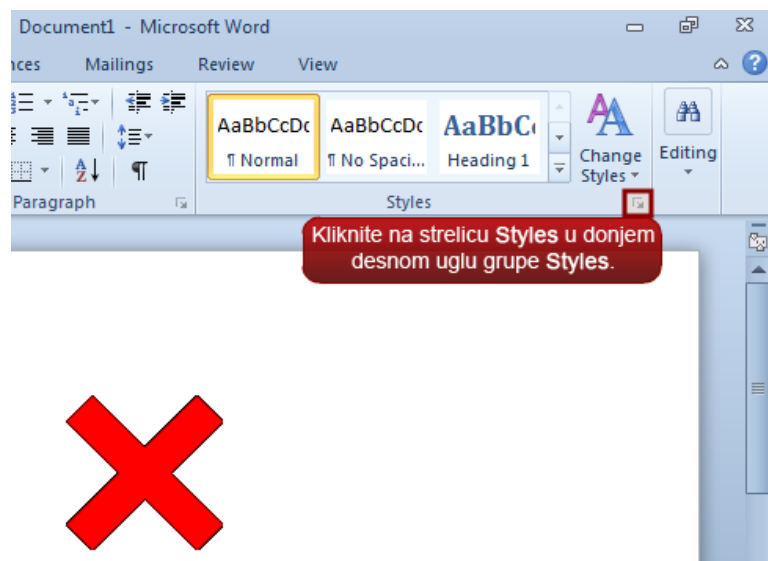 Document1 - Microsoft Word
nces Mailings Review View
AaBbCcDc AaBbCcDc AaBbC
¶ Normal ¶ No Spaci... Heading 1 Change Styles Editing
Paragraph Styles
Kliknite na strelicu Styles u donjem
desnom uglu grupe Styles.